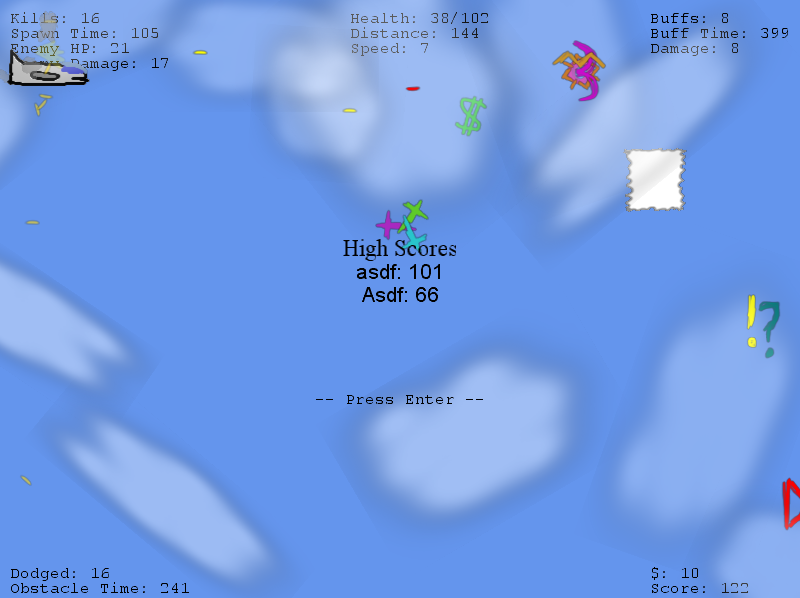 Kills: 16
Spawn Time: 105
Enemy HP: 21
Damage: 17
Health: 38/102
Distance: 144
Speed: 7
Buffs: 8
Buff Time: 399
Damage: 8
$
High Scores
asdf: 101
Asdf: 66
!?
-- Press Enter --
Dodged: 16
Obstacle Time: 241
$: 10
Score: 122